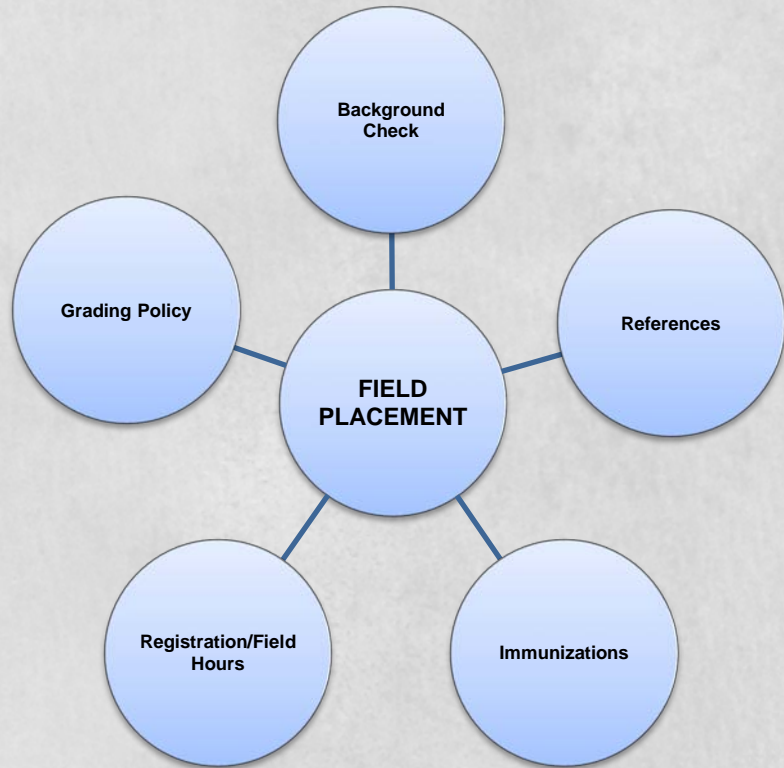 Background
Check
Grading Policy
References
FIELD
PLACEMENT
Registration/Field
Hours
Immunizations